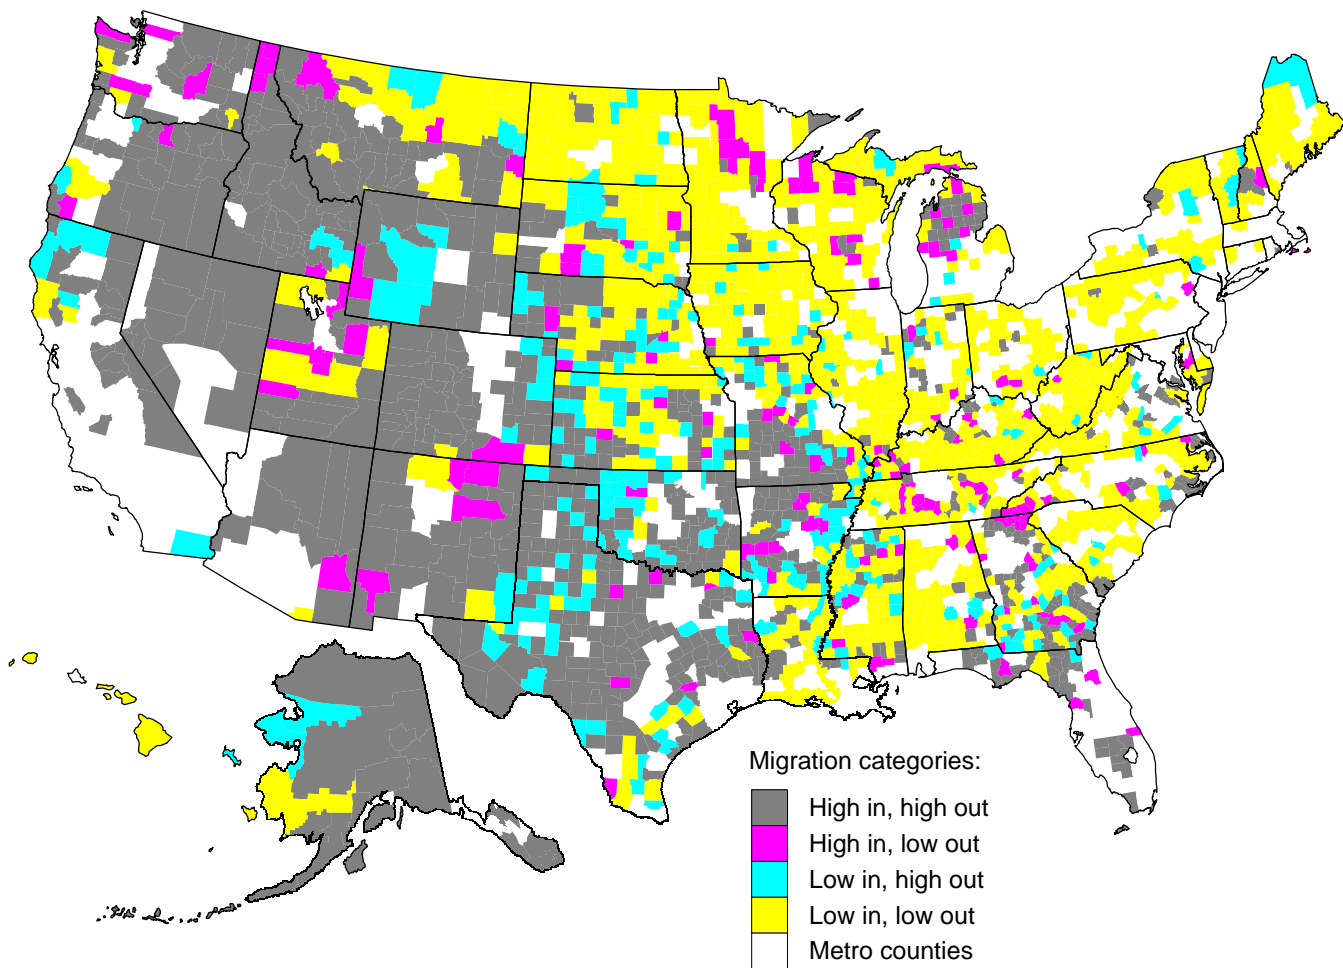 Migration categories:
High in, high out
High in, low out
Low in, high out
Low in, low out
Metro counties